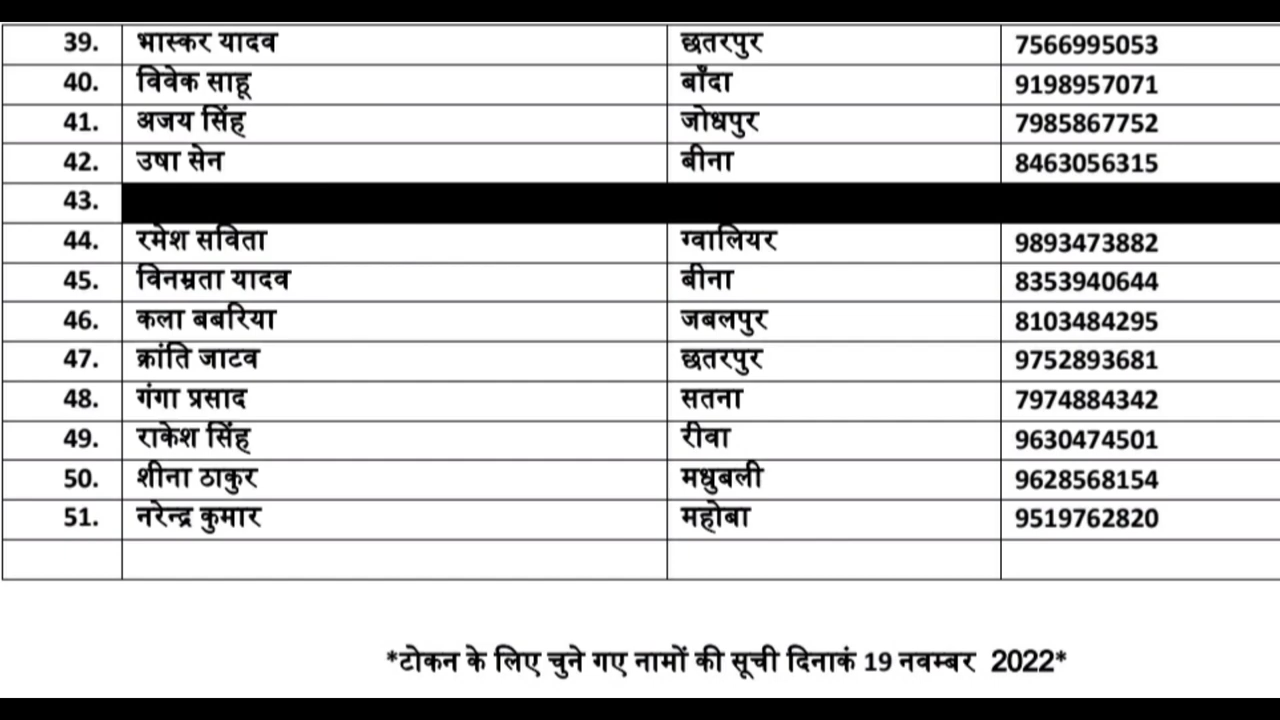 39. भास्कर यादव छतरपुर 7566995053
40. विवेक साहू बाँदा 9198957071
41. अजय सिंह जोधपुर 7985867752
42. उषा सेन बीना 8463056315
43.
44. रमेश सविता ग्वालियर 9893473882
45. विनम्रता यादव बीना 8353940644
46. कला बबरिया जबलपुर 8103484295
47. क्रांति जाटव छतरपुर 9752893681
48. गंगा प्रसाद सतना 7974884342
49. राकेश सिंह रीवा 9630474501
50. शीना ठाकुर मधुबली 9628568154
51. नरेन्द्र कुमार महोबा 9519762820
*टोकन के लिए चुने गए नामों की सूची दिनाकं 19 नवम्बर 2022*